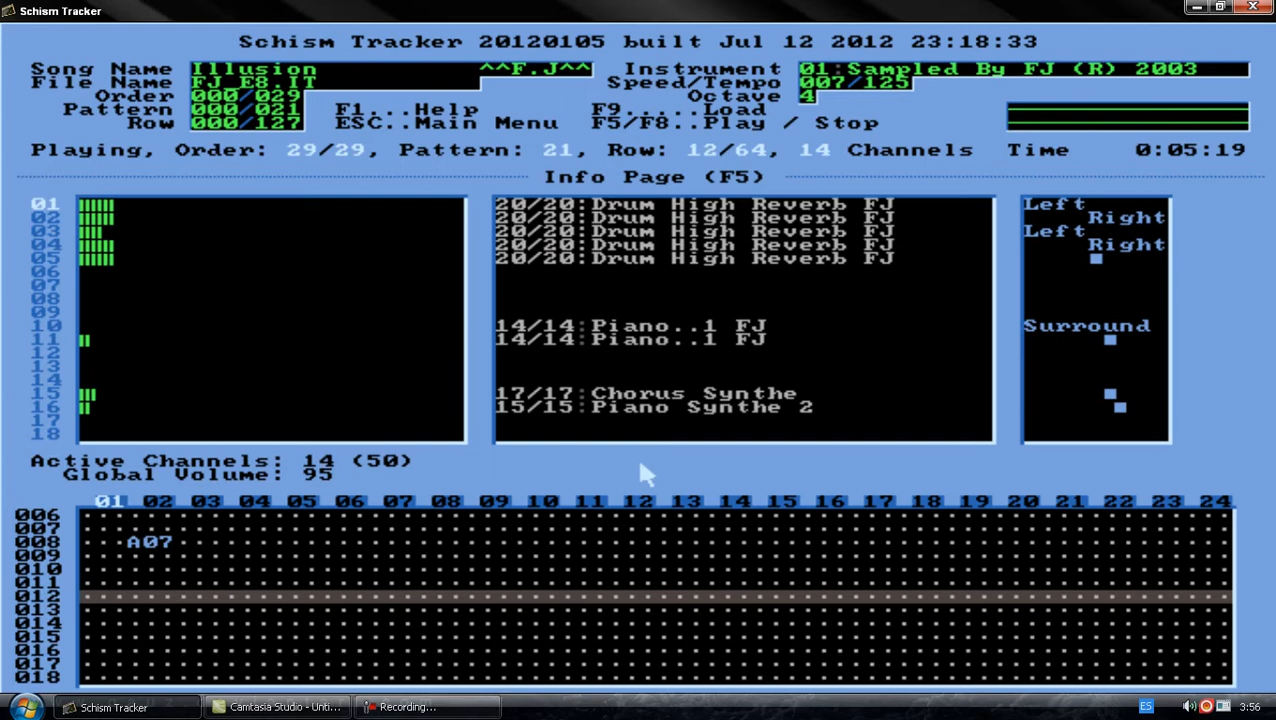 Schism Tracker
Schism Tracker 20120105 built Jul 12 2012 23:18:33
Song Name Illusion ^^F.J^^ Instrument 01:Sampled By FJ (R) 2003
File Name FJ_E8.IT Speed/Tempo 007/125
Order 000/029 Octave 4
Pattern 000/021 F1...Help F9...Load
Row 000/127 ESC..Main Menu F5/F8..Play / Stop
Playing, Order: 29/29, Pattern: 21, Row: 12/64, 14 Channels Time 0:05:19
Info Page (F5)
01 20/20:Drum High Reverb FJ Left
02 20/20:Drum High Reverb FJ Right
03 20/20:Drum High Reverb FJ Left
04 20/20:Drum High Reverb FJ Right
05 20/20:Drum High Reverb FJ
06
07
08
09
10 14/14:Piano..1 FJ Surround
11 14/14:Piano..1 FJ
12
13
14
15 17/17:Chorus Synthe
16 15/15:Piano Synthe 2
17
18
Active Channels: 14 (50)
Global Volume: 95
01 02 03 04 05 06 07 08 09 10 11 12 13 14 15 16 17 18 19 20 21 22 23 24
006
007
008 A07
009
010
011
012
013
014
015
016
017
018
Schism Tracker Camtasia Studio - Unti... Recording... ES 3:56